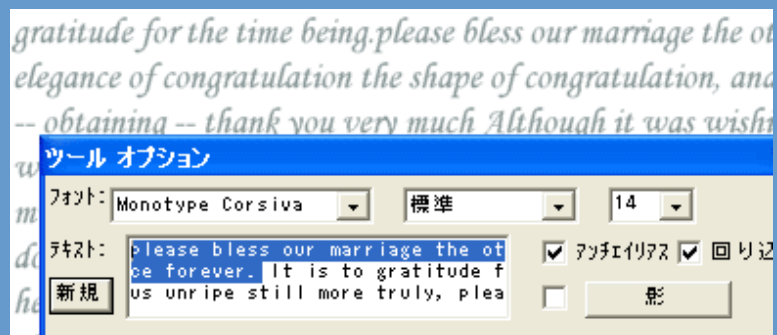 gratitude for the time being.please bless our marriage the ot
elegance of congratulation the shape of congratulation, and
-- obtaining -- thank you very much Although it was wishi
w
ツール オプション
m
フォント: Monotype Corsiva 標準 14
do
テキスト: please bless our marriage the ot
ce forever. It is to gratitude f
us unripe still more truly, plea
アンチエイリアス 回り込
he
新規 影